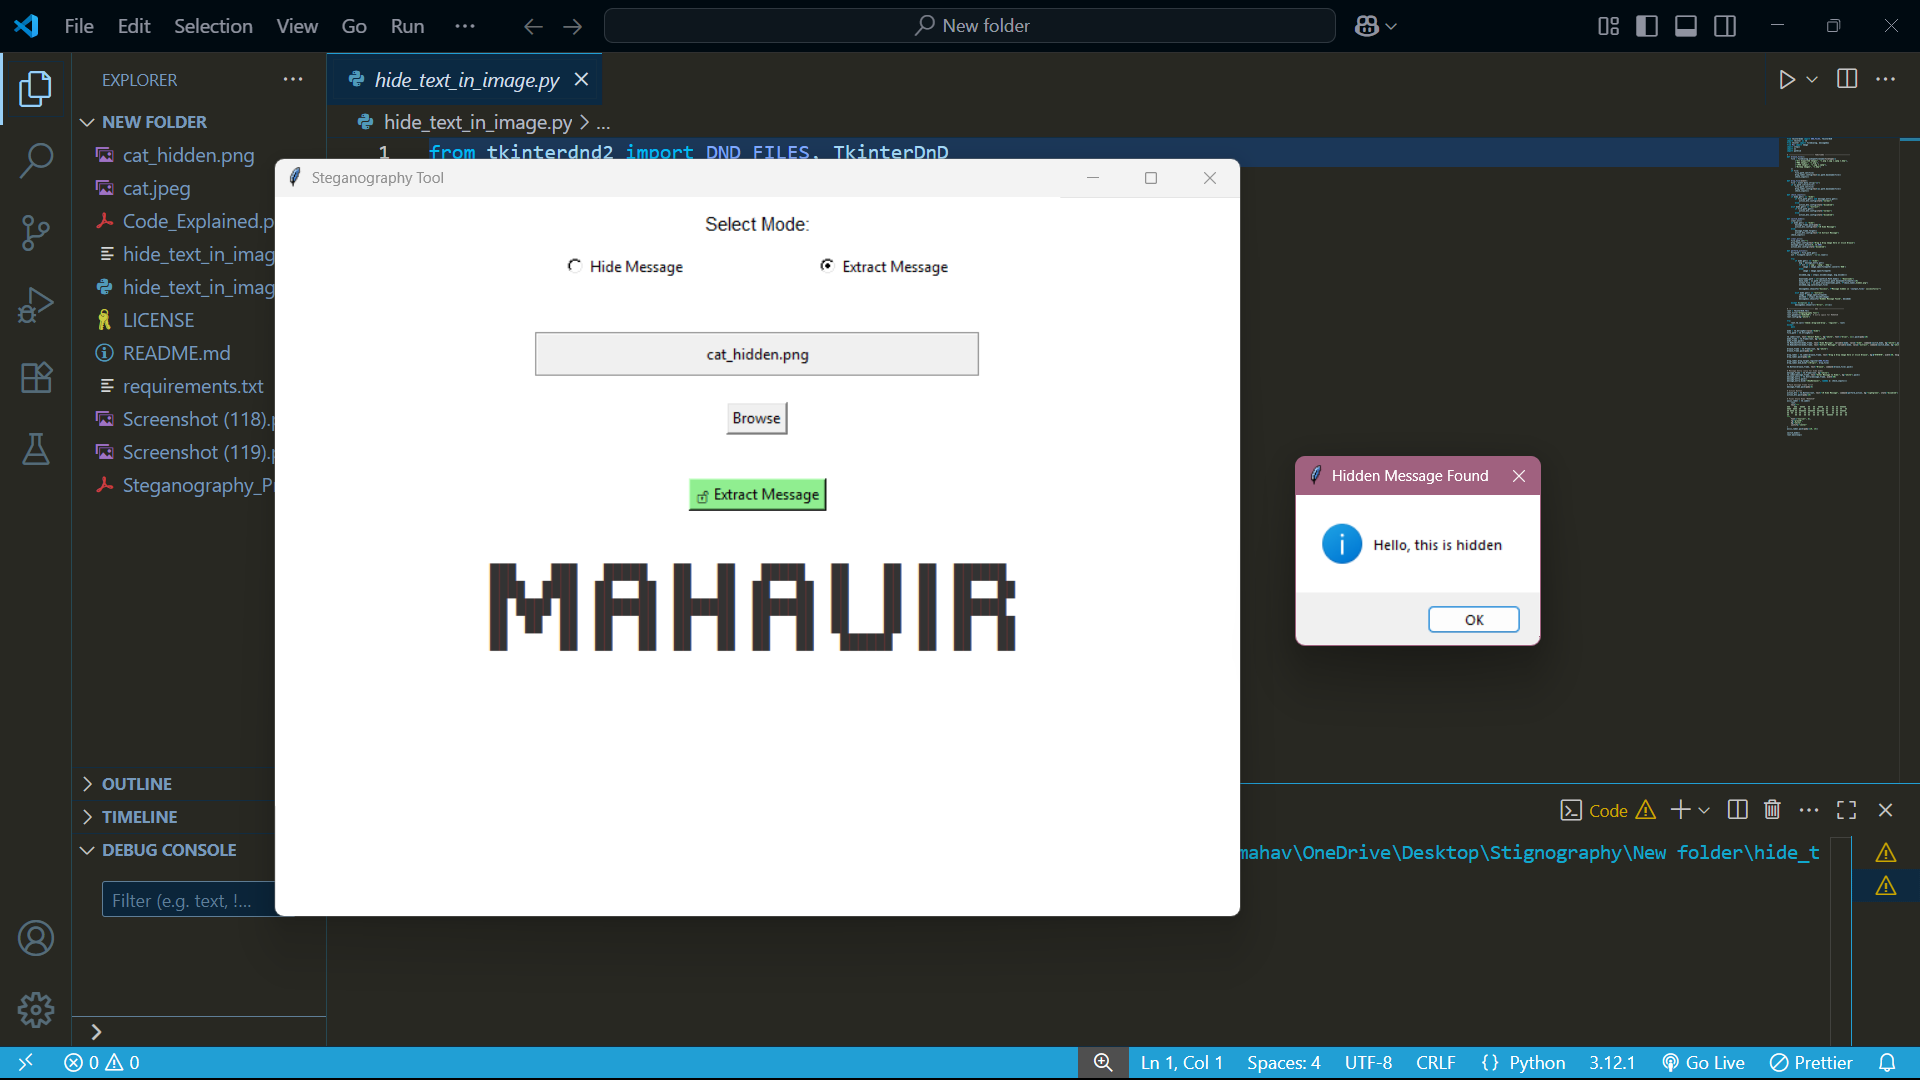 File Edit Selection View Go Run ...
New folder
EXPLORER
NEW FOLDER
cat_hidden.png
cat.jpeg
Code_Explained.p
hide_text_in_imag
hide_text_in_imag
LICENSE
README.md
requirements.txt
Screenshot (118).p
Screenshot (119).p
Steganography_P
OUTLINE
TIMELINE
DEBUG CONSOLE
Filter (e.g. text, !...
hide_text_in_image.py
hide_text_in_image.py > ...
1 from tkinterdnd2 import DND_FILES, TkinterDnD
Steganography Tool
Select Mode:
Hide Message
Extract Message
cat_hidden.png
Browse
Extract Message
MAHAVIR
Hidden Message Found
Hello, this is hidden
OK
Code
mahav\OneDrive\Desktop\Stignography\New folder\hide_t
0 0
Ln 1, Col 1 Spaces: 4 UTF-8 CRLF {} Python 3.12.1 Go Live Prettier